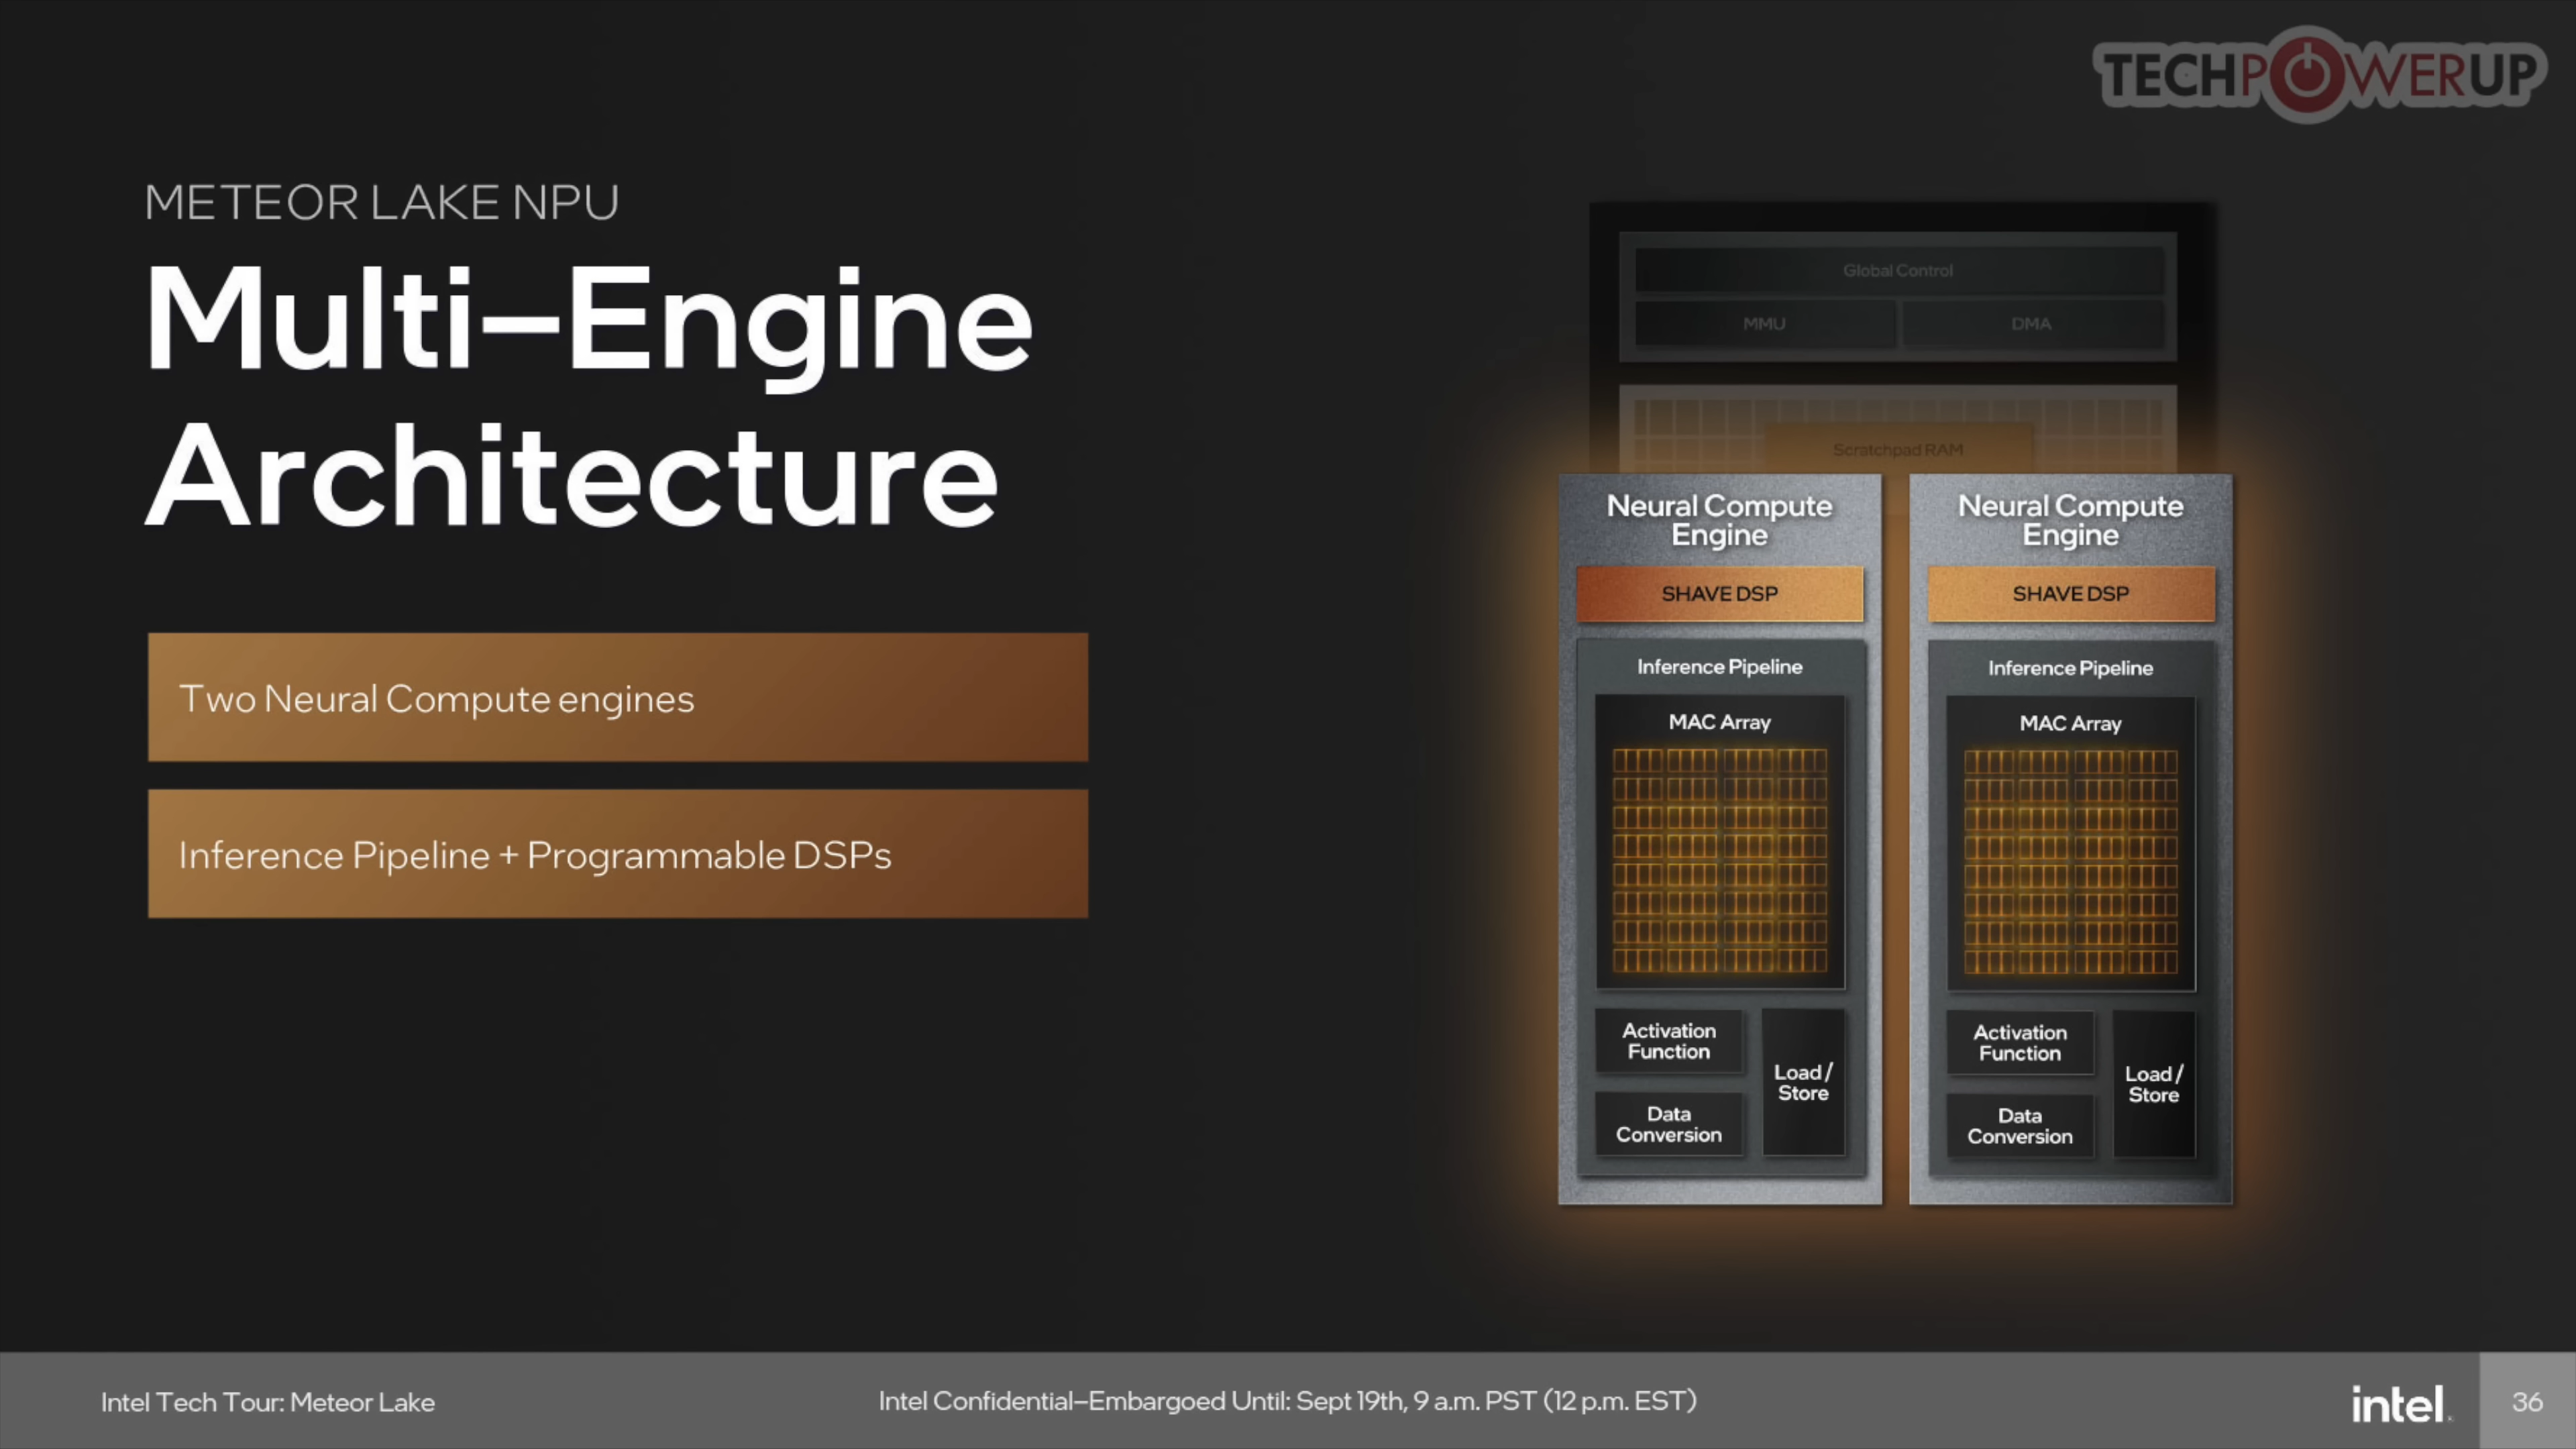 TECHPOWERUP
METEOR LAKE NPU
Multi–Engine
Architecture
Two Neural Compute engines
Inference Pipeline + Programmable DSPs
Global Control
MMU
DMA
Scratchpad RAM
Neural Compute
Engine
SHAVE DSP
Inference Pipeline
MAC Array
Activation
Function
Data
Conversion
Load /
Store
Neural Compute
Engine
SHAVE DSP
Inference Pipeline
MAC Array
Activation
Function
Data
Conversion
Load /
Store
Intel Tech Tour: Meteor Lake
Intel Confidential–Embargoed Until: Sept 19th, 9 a.m. PST (12 p.m. EST)
intel.
36